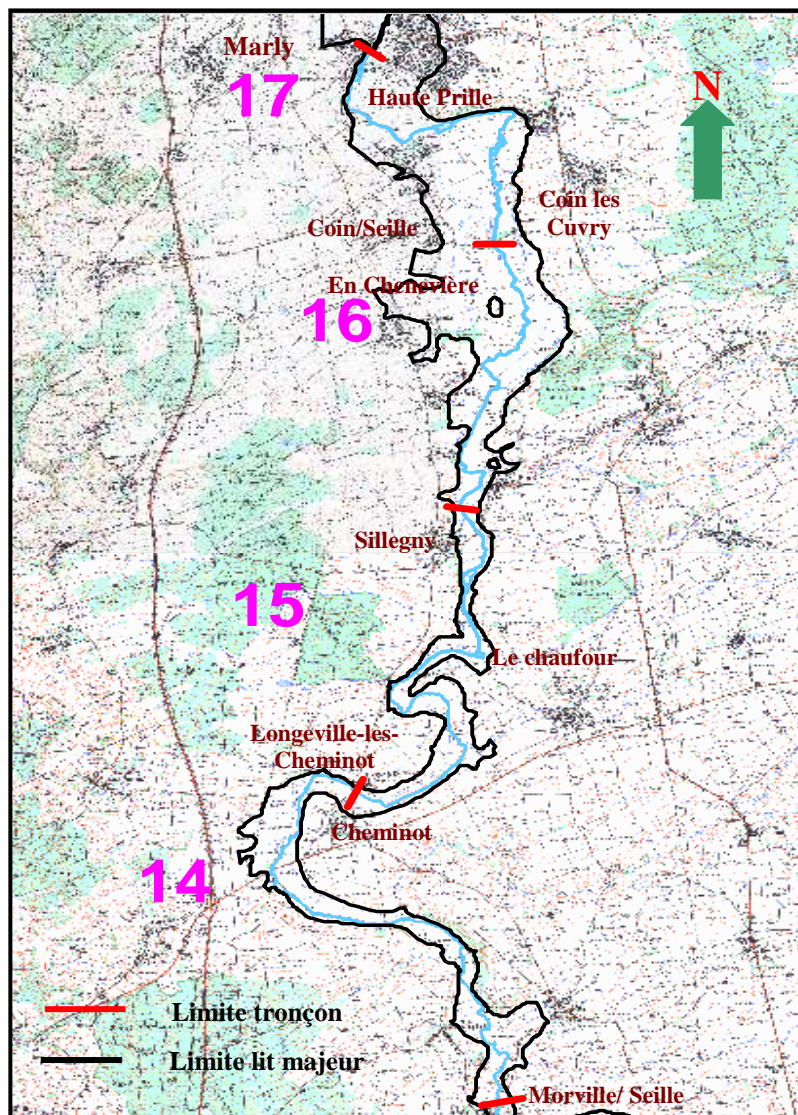 Marly
17
Haute Prille
N
Coin les
Cuvry
Coin/Seille
En Chenevière
16
Sillegny
15
Le chaufour
Longeville-lès-
Cheminot
Cheminot
14
Limite tronçon
Limite lit majeur
Morville/ Seille